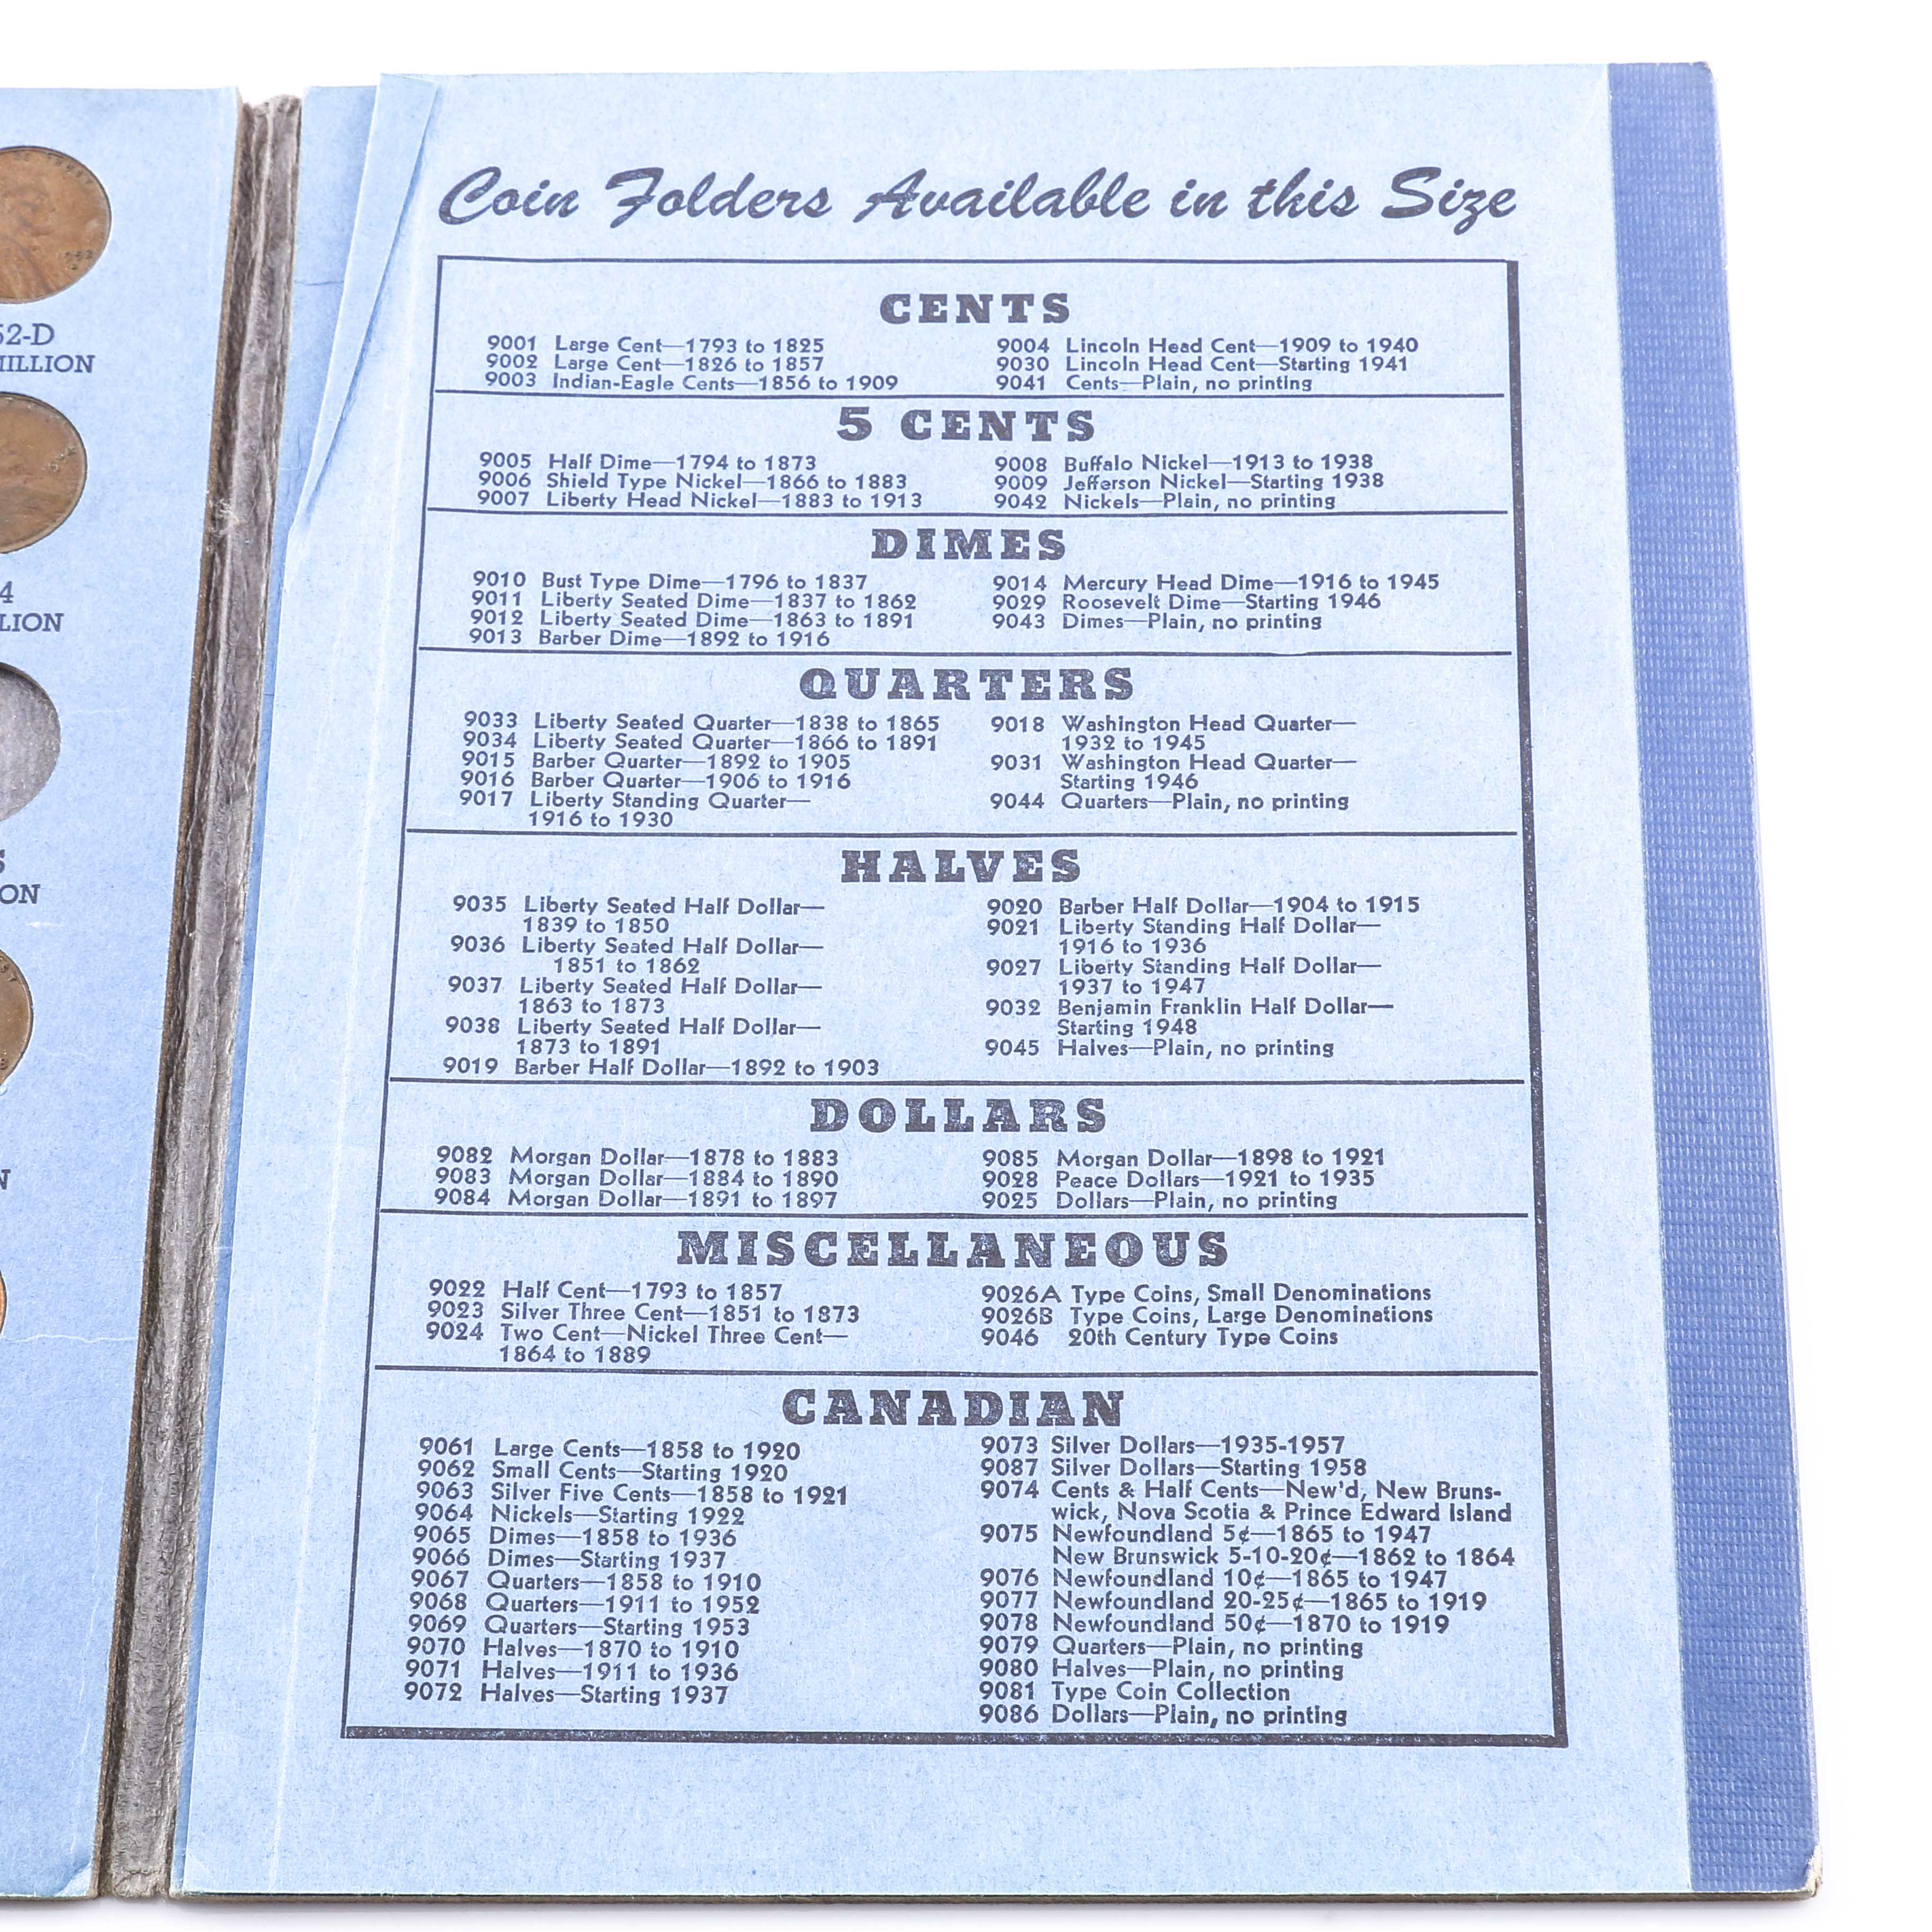 52-D
MILLION
4
LION
S
ON
N
Coin Folders Available in this Size
CENTS
9001 Large Cent—1793 to 1825
9002 Large Cent—1826 to 1857
9003 Indian-Eagle Cents—1856 to 1909
9004 Lincoln Head Cent—1909 to 1940
9030 Lincoln Head Cent—Starting 1941
9041 Cents—Plain, no printing
5 CENTS
9005 Half Dime—1794 to 1873
9006 Shield Type Nickel—1866 to 1883
9007 Liberty Head Nickel—1883 to 1913
9008 Buffalo Nickel—1913 to 1938
9009 Jefferson Nickel—Starting 1938
9042 Nickels—Plain, no printing
DIMES
9010 Bust Type Dime—1796 to 1837
9011 Liberty Seated Dime—1837 to 1862
9012 Liberty Seated Dime—1863 to 1891
9013 Barber Dime—1892 to 1916
9014 Mercury Head Dime—1916 to 1945
9029 Roosevelt Dime—Starting 1946
9043 Dimes—Plain, no printing
QUARTERS
9033 Liberty Seated Quarter—1838 to 1865
9034 Liberty Seated Quarter—1866 to 1891
9015 Barber Quarter—1892 to 1905
9016 Barber Quarter—1906 to 1916
9017 Liberty Standing Quarter—
1916 to 1930
9018 Washington Head Quarter—
1932 to 1945
9031 Washington Head Quarter—
Starting 1946
9044 Quarters—Plain, no printing
HALVES
9035 Liberty Seated Half Dollar—
1839 to 1850
9036 Liberty Seated Half Dollar—
1851 to 1862
9037 Liberty Seated Half Dollar—
1863 to 1873
9038 Liberty Seated Half Dollar—
1873 to 1891
9019 Barber Half Dollar—1892 to 1903
9020 Barber Half Dollar—1904 to 1915
9021 Liberty Standing Half Dollar—
1916 to 1936
9027 Liberty Standing Half Dollar—
1937 to 1947
9032 Benjamin Franklin Half Dollar—
Starting 1948
9045 Halves—Plain, no printing
DOLLARS
9082 Morgan Dollar—1878 to 1883
9083 Morgan Dollar—1884 to 1890
9084 Morgan Dollar—1891 to 1897
9085 Morgan Dollar—1898 to 1921
9028 Peace Dollars—1921 to 1935
9025 Dollars—Plain, no printing
MISCELLANEOUS
9022 Half Cent—1793 to 1857
9023 Silver Three Cent—1851 to 1873
9024 Two Cent—Nickel Three Cent—
1864 to 1889
9026A Type Coins, Small Denominations
9026B Type Coins, Large Denominations
9046 20th Century Type Coins
CANADIAN
9061 Large Cents—1858 to 1920
9062 Small Cents—Starting 1920
9063 Silver Five Cents—1858 to 1921
9064 Nickels—Starting 1922
9065 Dimes—1858 to 1936
9066 Dimes—Starting 1937
9067 Quarters—1858 to 1910
9068 Quarters—1911 to 1952
9069 Quarters—Starting 1953
9070 Halves—1870 to 1910
9071 Halves—1911 to 1936
9072 Halves—Starting 1937
9073 Silver Dollars—1935-1957
9087 Silver Dollars—Starting 1958
9074 Cents & Half Cents—New'd, New Bruns-
wick, Nova Scotia & Prince Edward Island
9075 Newfoundland 5¢—1865 to 1947
New Brunswick 5-10-20¢—1862 to 1864
9076 Newfoundland 10¢—1865 to 1947
9077 Newfoundland 20-25¢—1865 to 1919
9078 Newfoundland 50¢—1870 to 1919
9079 Quarters—Plain, no printing
9080 Halves—Plain, no printing
9081 Type Coin Collection
9086 Dollars—Plain, no printing